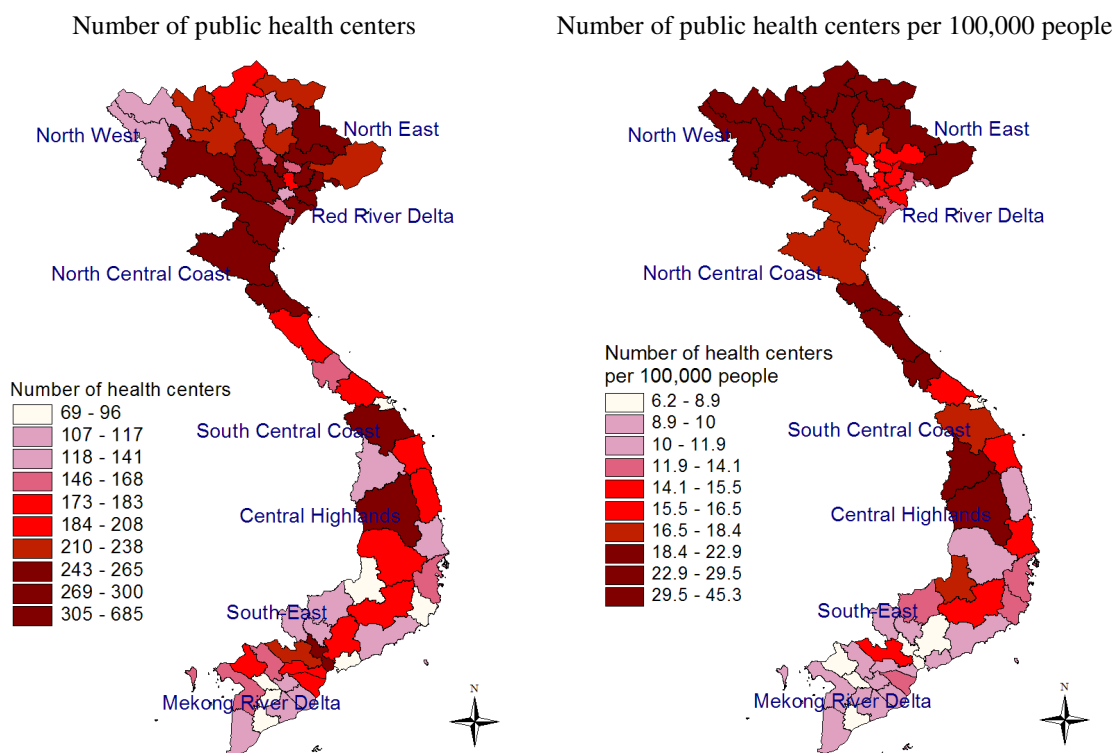 Number of public health centers
North West
North East
Red River Delta
North Central Coast
Number of health centers
69 - 96
107 - 117
118 - 141
146 - 168
173 - 183
184 - 208
210 - 238
243 - 265
269 - 300
305 - 685
South Central Coast
Central Highlands
South-East
Mekong River Delta
N
Number of public health centers per 100,000 people
North West
North East
Red River Delta
North Central Coast
Number of health centers
per 100,000 people
6.2 - 8.9
8.9 - 10
10 - 11.9
11.9 - 14.1
14.1 - 15.5
15.5 - 16.5
16.5 - 18.4
18.4 - 22.9
22.9 - 29.5
29.5 - 45.3
South Central Coast
Central Highlands
South-East
Mekong River Delta
N